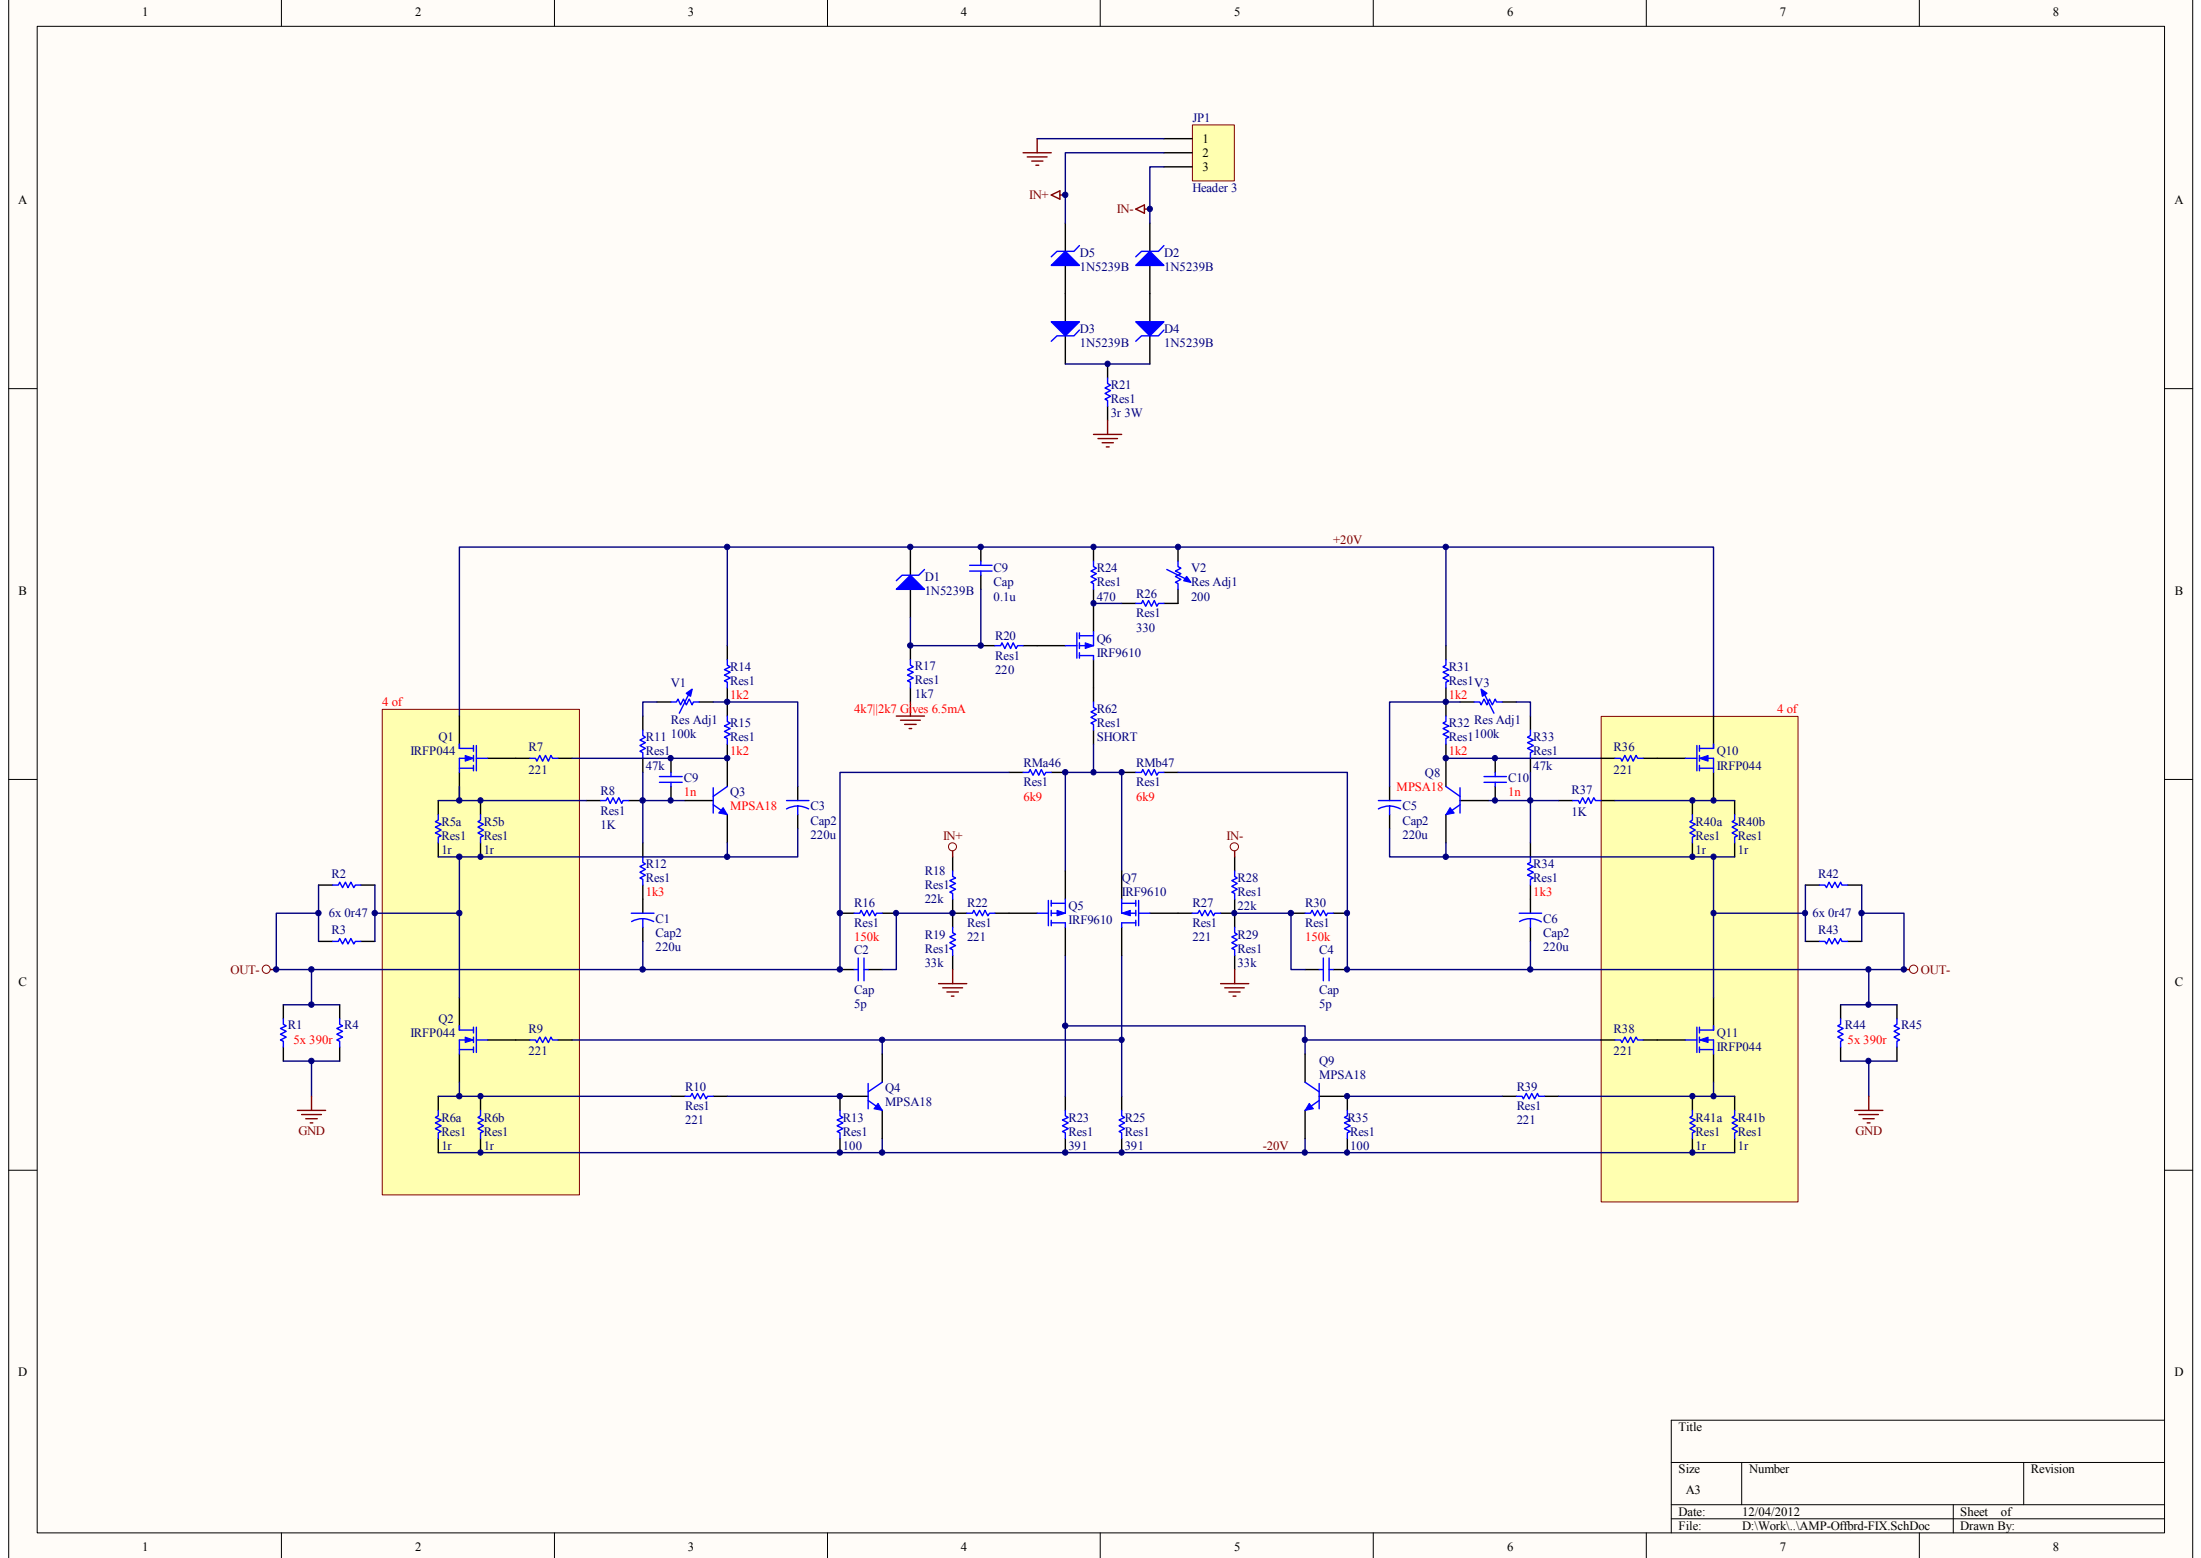 1 2 3 4 5 6 7 8
A A
JP1
1
2
3
Header 3
IN+
IN-
D5
1N5239B
D2
1N5239B
D3
1N5239B
D4
1N5239B
R21
Res1
3r 3W
+20V
B B
D1
1N5239B
C9
Cap
0.1u
R24
Res1
470
V2
Res Adj1
200
R26
Res1
330
R20
Res1
220
Q6
IRF9610
R17
Res1
1k7
4k7||2k7 Gives 6.5mA
R62
Res1
SHORT
4 of
Q1
IRFP044
R7
221
V1
Res Adj1
100k
R14
Res1
1k2
R15
Res1
1k2
R11
Res1
47k
C9
1n
Q3
MPSA18
C3
Cap2
220u
R8
Res1
1K
R5a
Res1
1r
R5b
Res1
1r
R12
Res1
1k3
C1
Cap2
220u
R2
6x 0r47
R3
OUT-
R1
5x 390r
R4
GND
Q2
IRFP044
R9
221
R6a
Res1
1r
R6b
Res1
1r
R10
Res1
221
R13
100
Q4
MPSA18
RMa46
Res1
6k9
RMb47
Res1
6k9
IN+
R18
Res1
22k
R16
Res1
150k
C2
Cap
5p
R22
Res1
221
R19
Res1
33k
Q5
IRF9610
Q7
IRF9610
IN-
R28
Res1
22k
R27
Res1
221
R29
Res1
33k
R30
Res1
150k
C4
Cap
5p
R23
Res1
391
R25
Res1
391
-20V
Q9
MPSA18
R35
Res1
100
R39
Res1
221
R31
Res1
1k2
V3
Res Adj1
100k
R32
Res1
1k2
R33
Res1
47k
Q8
MPSA18
C10
1n
C5
Cap2
220u
R37
1K
R34
Res1
1k3
C6
Cap2
220u
4 of
R36
221
Q10
IRFP044
R40a
Res1
1r
R40b
Res1
1r
R42
6x 0r47
R43
OUT-
R38
221
Q11
IRFP044
R44
5x 390r
R45
GND
R41a
Res1
1r
R41b
Res1
1r
C C
D D
Title
Size
A3
Number
Revision
Date: 12/04/2012 Sheet of
File: D:\Work\..\AMP-Offbrd-FIX.SchDoc Drawn By:
1 2 3 4 5 6 7 8